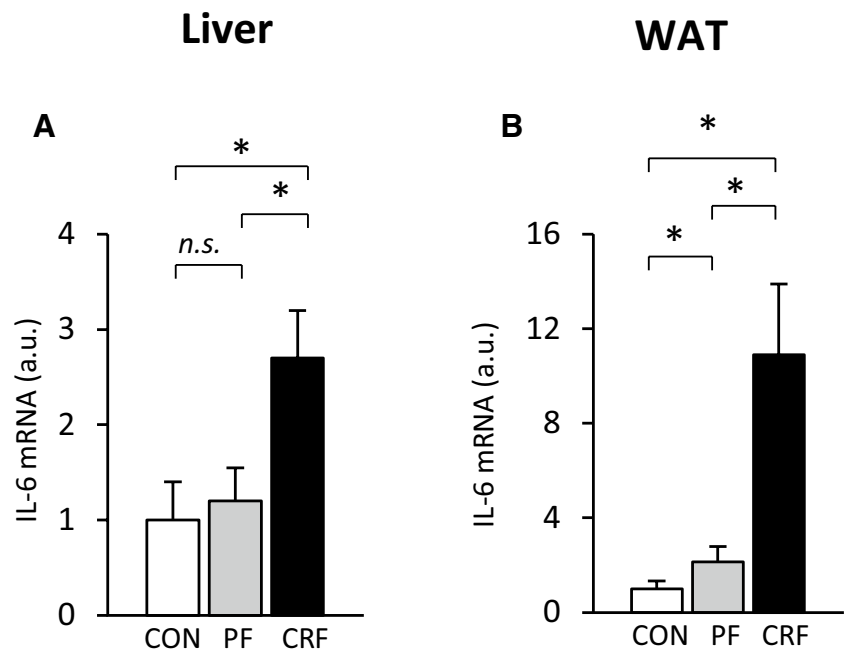 Liver
A
*
*
n.s.
4
3
2
1
0
IL-6 mRNA (a.u.)
CON PF CRF
WAT
B
*
*
*
16
12
8
4
0
IL-6 mRNA (a.u.)
CON PF CRF